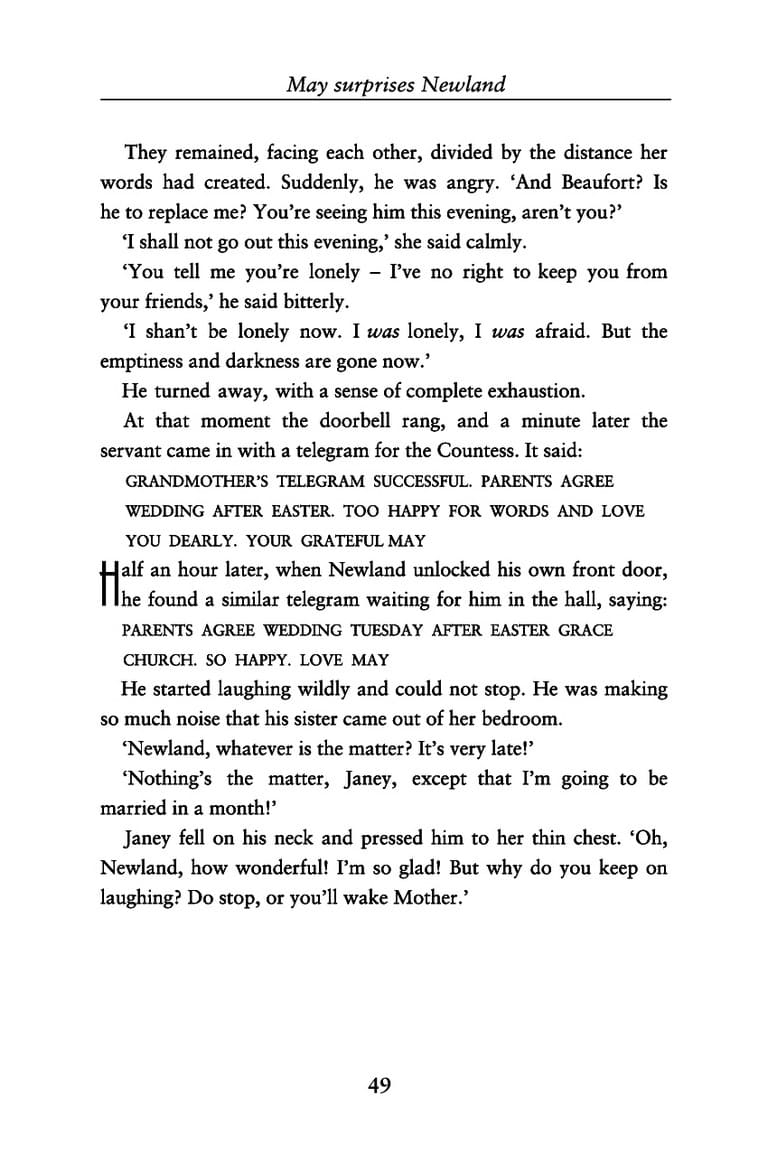 May surprises Newland
They remained, facing each other, divided by the distance her
words had created. Suddenly, he was angry. ‘And Beaufort? Is
he to replace me? You’re seeing him this evening, aren’t you?’
‘I shall not go out this evening,’ she said calmly.
‘You tell me you’re lonely – I’ve no right to keep you from
your friends,’ he said bitterly.
‘I shan’t be lonely now. I was lonely, I was afraid. But the
emptiness and darkness are gone now.’
He turned away, with a sense of complete exhaustion.
At that moment the doorbell rang, and a minute later the
servant came in with a telegram for the Countess. It said:
GRANDMOTHER’S TELEGRAM SUCCESSFUL. PARENTS AGREE
WEDDING AFTER EASTER. TOO HAPPY FOR WORDS AND LOVE
YOU DEARLY. YOUR GRATEFUL MAY
Half an hour later, when Newland unlocked his own front door,
he found a similar telegram waiting for him in the hall, saying:
PARENTS AGREE WEDDING TUESDAY AFTER EASTER GRACE
CHURCH. SO HAPPY. LOVE MAY
He started laughing wildly and could not stop. He was making
so much noise that his sister came out of her bedroom.
‘Newland, whatever is the matter? It’s very late!’
‘Nothing’s the matter, Janey, except that I’m going to be
married in a month!’
Janey fell on his neck and pressed him to her thin chest. ‘Oh,
Newland, how wonderful! I’m so glad! But why do you keep on
laughing? Do stop, or you’ll wake Mother.’
49